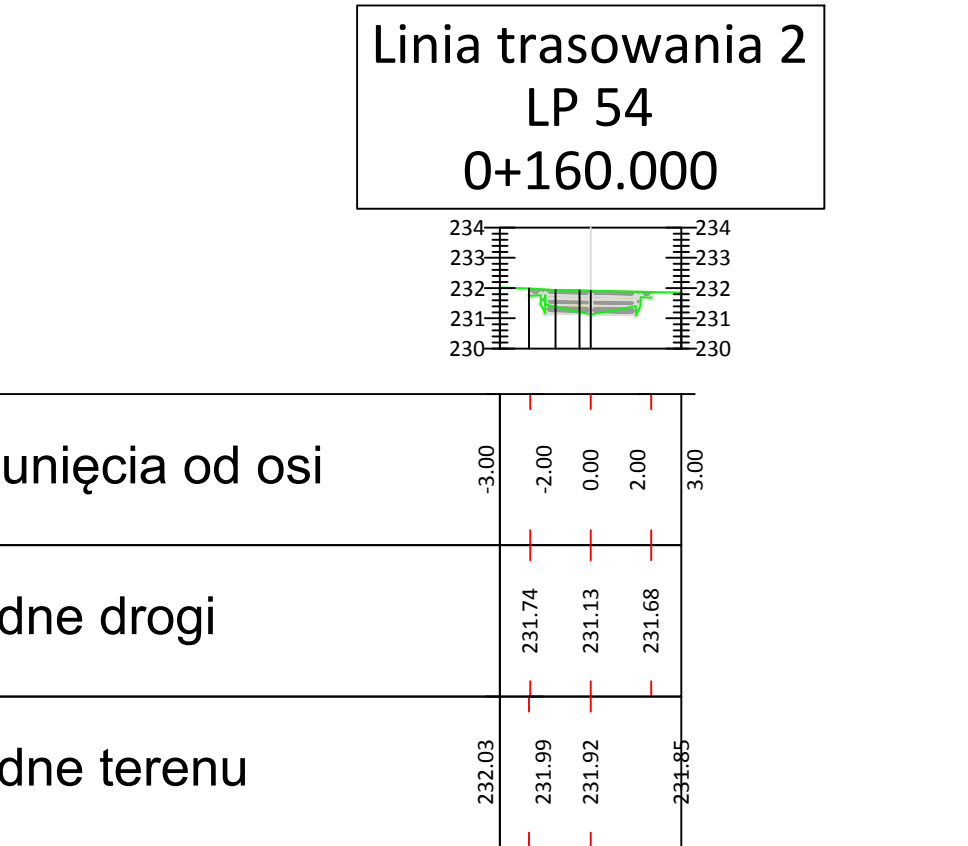 Linia trasowania 2
LP 54
0+160.000
234 234
233 233
232 232
231 231
230 230
unięcia od osi -3.00 -2.00 0.00 2.00 3.00
dne drogi 231.74 231.13 231.68
dne terenu 232.03 231.99 231.92 231.85